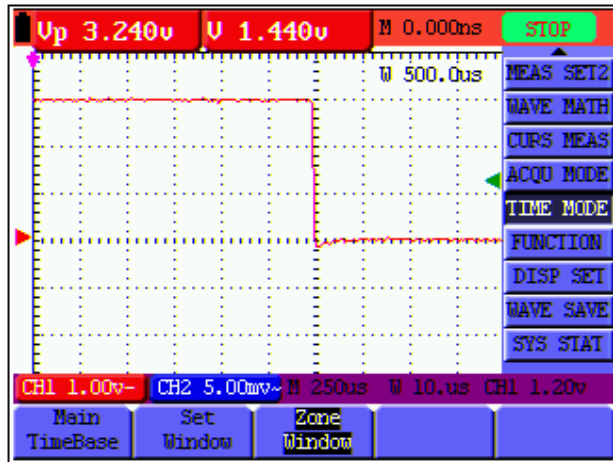 Vp 3.240v V 1.440v M 0.000ns STOP
W 500.0us
MEAS SET2
WAVE MATH
CURS MEAS
ACQU MODE
TIME MODE
FUNCTION
DISP SET
WAVE SAVE
SYS STAT
CH1 1.00v- CH2 5.00mv~ M 250us W 10.us CH1 1.20v
Main TimeBase
Set Window
Zone Window